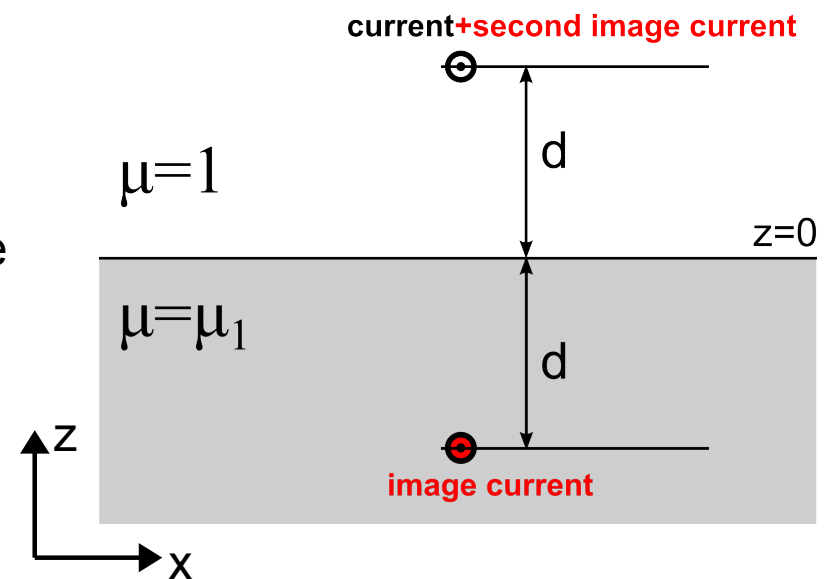 current+second image current
d
μ=1
z=0
e
μ=μ₁
d
z
image current
x